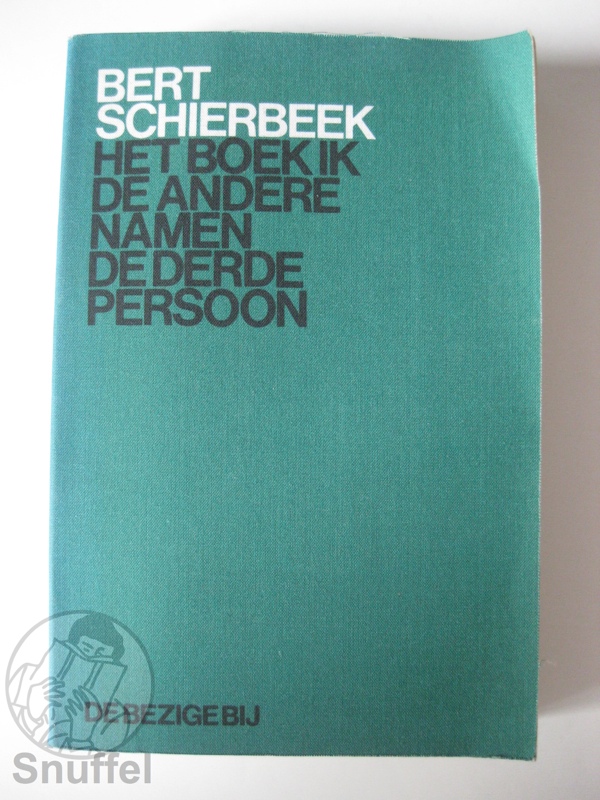 BERT
SCHIERBEEK
HET BOEK IK
DE ANDERE
NAMEN
DE DERDE
PERSOON
DE BEZIGE BIJ
Snuffel